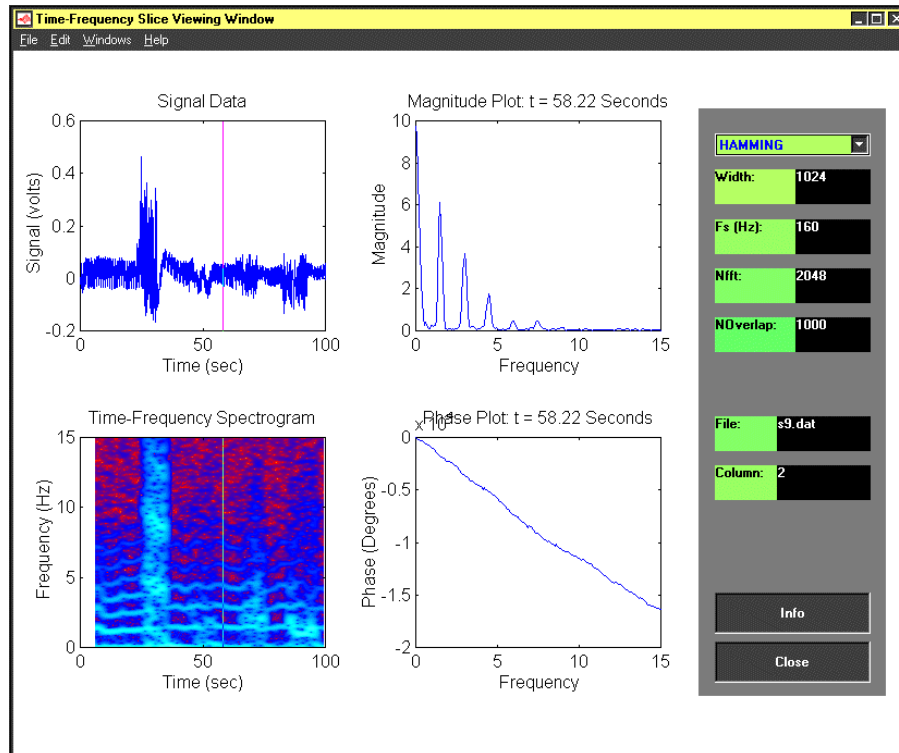 Time-Frequency Slice Viewing Window
File Edit Windows Help
Signal Data
0.6
0.4
0.2
0
-0.2
Signal (volts)
0 50 100
Time (sec)
Magnitude Plot: t = 58.22 Seconds
10
8
6
4
2
0
Magnitude
0 5 10 15
Frequency
Time-Frequency Spectrogram
15
10
5
0
Frequency (Hz)
0 50 100
Time (sec)
Phase Plot: t = 58.22 Seconds
0
-0.5
-1
-1.5
-2
Phase (Degrees)
0 5 10 15
Frequency
HAMMING
Width: 1024
Fs (Hz): 160
Nfft: 2048
NOverlap: 1000
File: s9.dat
Column: 2
Info
Close